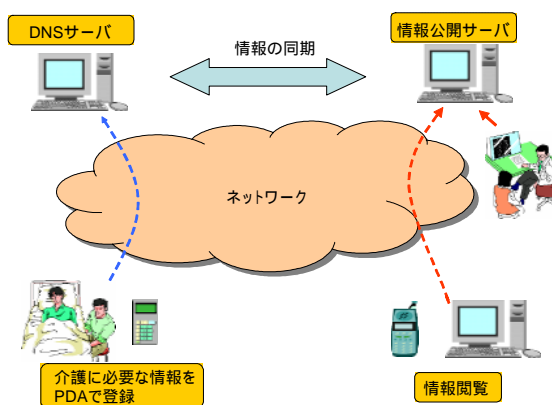 DNSサーバ
情報公開サーバ
情報の同期
ネットワーク
介護に必要な情報を
PDAで登録
情報閲覧